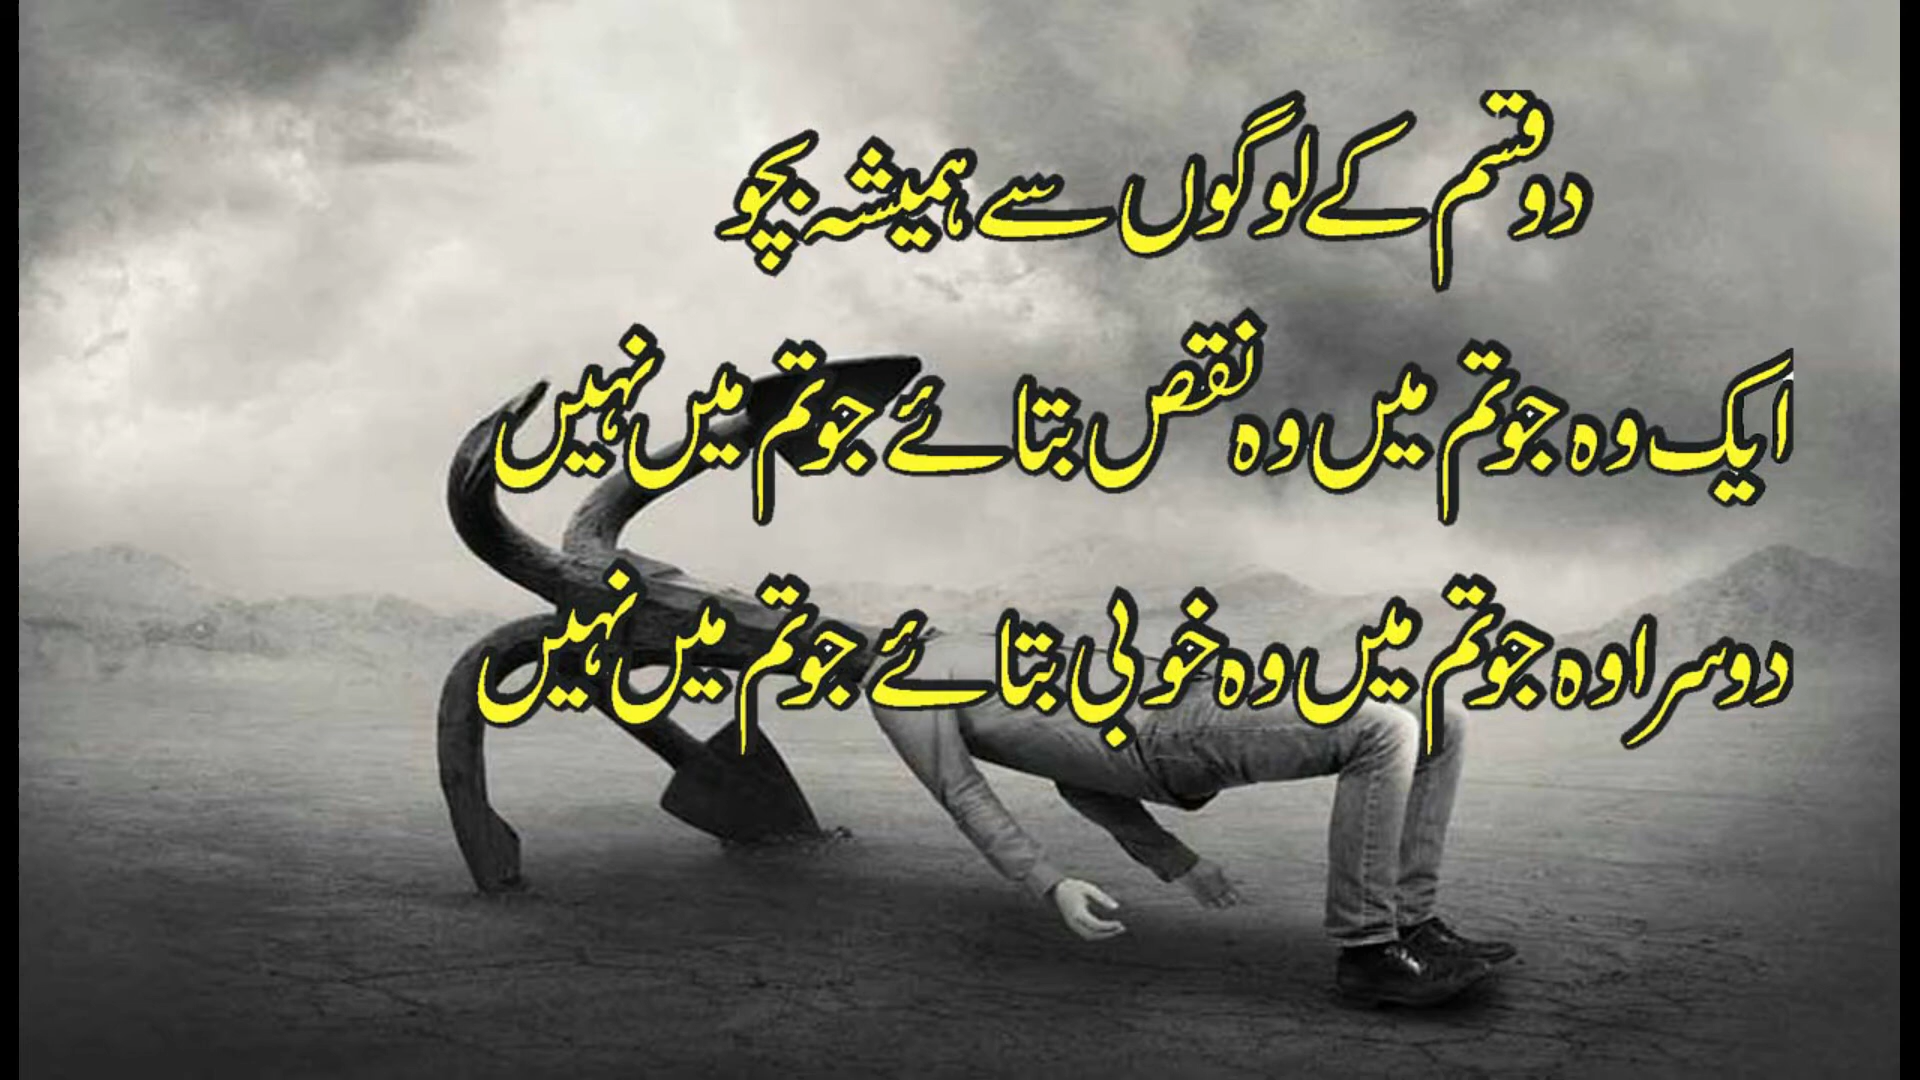 دو قسم کے لوگوں سے ہمیشہ بچو
ایک وہ جو تم میں وہ نقص بتائے جو تم میں نہیں
دوسرا وہ جو تم میں وہ خوبی بتائے جو تم میں نہیں